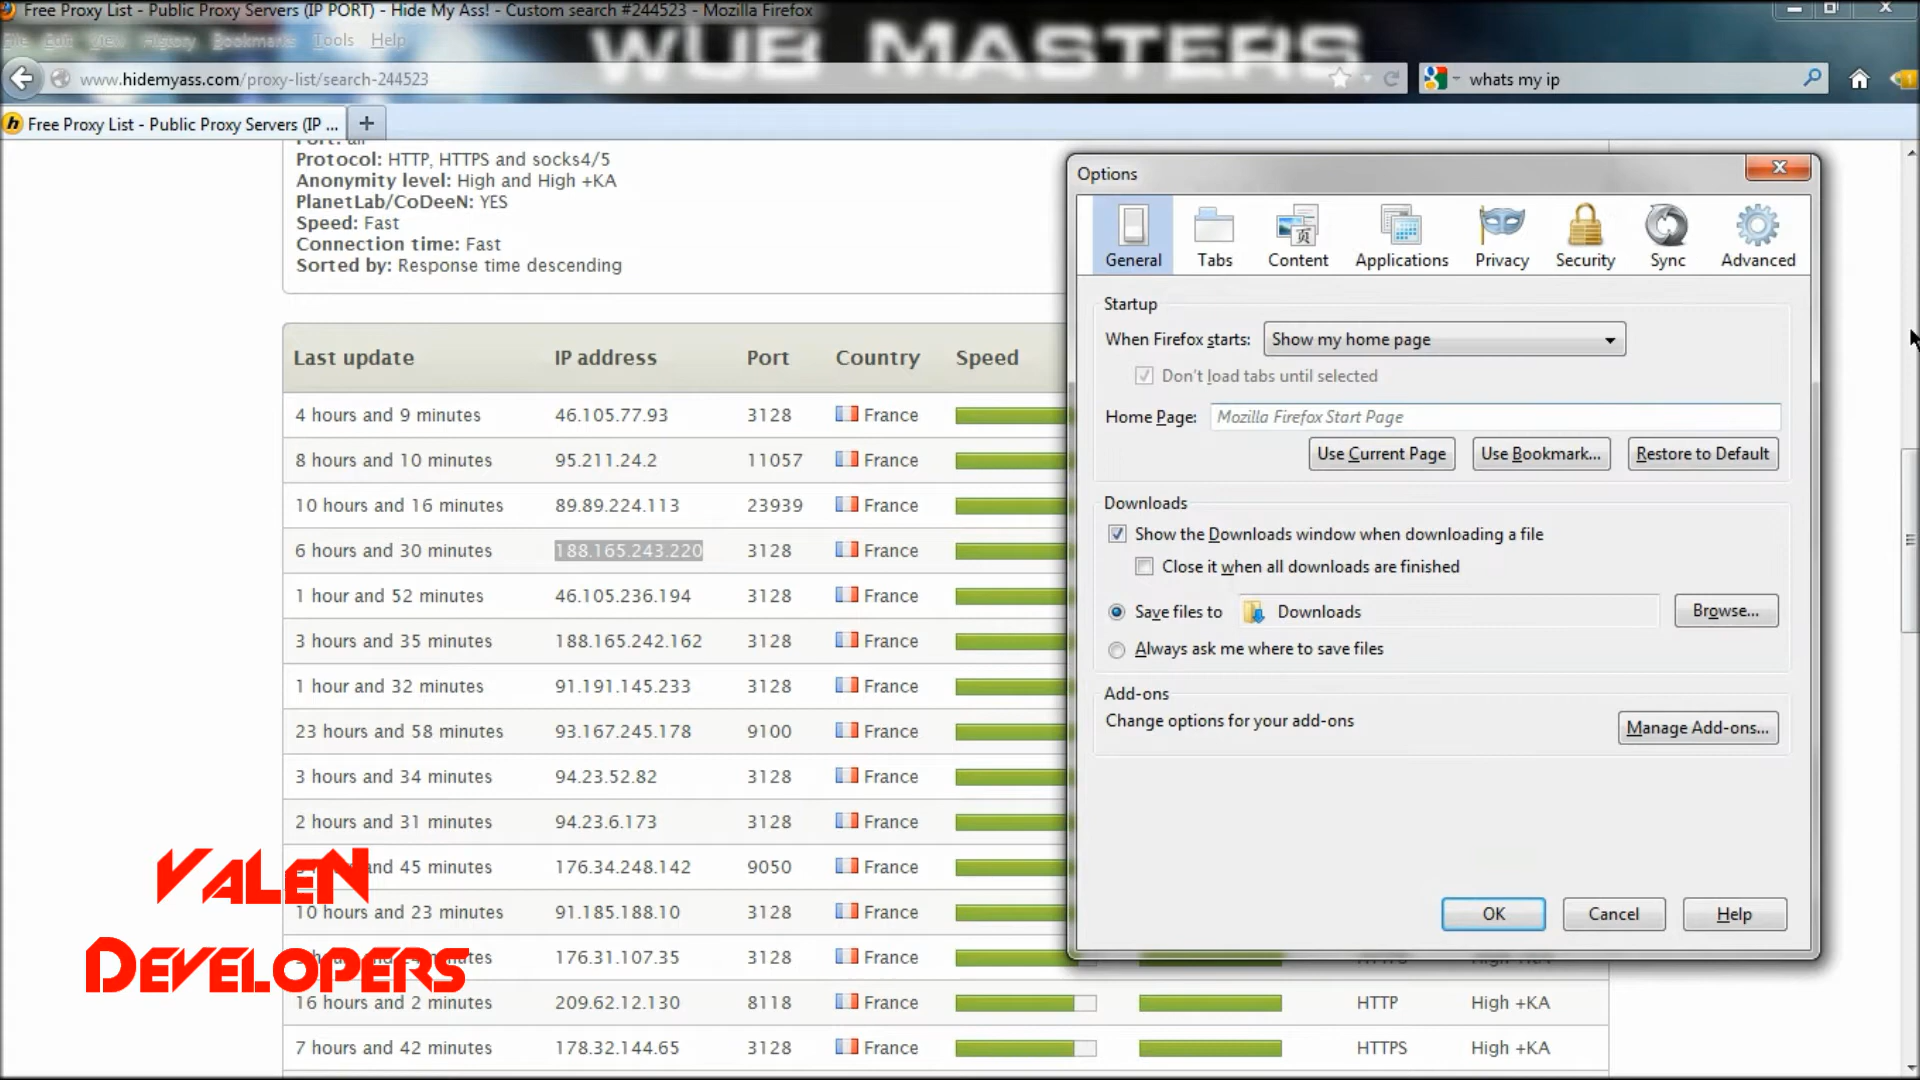 Free Proxy List - Public Proxy Servers (IP PORT) - Hide My Ass! - Custom search #244523 - Mozilla Firefox
File Edit View History Bookmarks Tools Help
WUB MASTERS
www.hidemyass.com/proxy-list/search-244523
whats my ip
Free Proxy List - Public Proxy Servers (IP ...
Port: all
Protocol: HTTP, HTTPS and socks4/5
Anonymity level: High and High +KA
PlanetLab/CoDeeN: YES
Speed: Fast
Connection time: Fast
Sorted by: Response time descending
Last update IP address Port Country Speed
4 hours and 9 minutes 46.105.77.93 3128 France
8 hours and 10 minutes 95.211.24.2 11057 France
10 hours and 16 minutes 89.89.224.113 23939 France
6 hours and 30 minutes 188.165.243.220 3128 France
1 hour and 52 minutes 46.105.236.194 3128 France
3 hours and 35 minutes 188.165.242.162 3128 France
1 hour and 32 minutes 91.191.145.233 3128 France
23 hours and 58 minutes 93.167.245.178 9100 France
3 hours and 34 minutes 94.23.52.82 3128 France
2 hours and 31 minutes 94.23.6.173 3128 France
and 45 minutes 176.34.248.142 9050 France
10 hours and 23 minutes 91.185.188.10 3128 France
176.31.107.35 3128 France HTTPS High +KA
16 hours and 2 minutes 209.62.12.130 8118 France HTTP High +KA
7 hours and 42 minutes 178.32.144.65 3128 France HTTPS High +KA
Options
General Tabs Content Applications Privacy Security Sync Advanced
Startup
When Firefox starts: Show my home page
Don't load tabs until selected
Home Page: Mozilla Firefox Start Page
Use Current Page Use Bookmark... Restore to Default
Downloads
Show the Downloads window when downloading a file
Close it when all downloads are finished
Save files to Downloads Browse...
Always ask me where to save files
Add-ons
Change options for your add-ons
Manage Add-ons...
OK Cancel Help
Valen
Developers